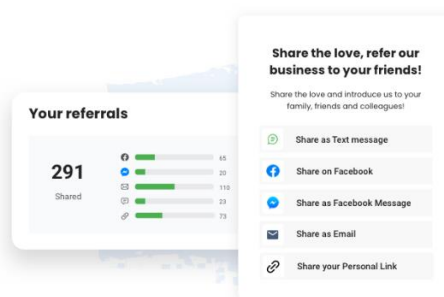 Your referrals
291
Shared
65
20
110
23
73
Share the love, refer our
business to your friends!
Share the love and introduce us to your
family, friends and colleagues!
Share as Text message
Share on Facebook
Share as Facebook Message
Share as Email
Share your Personal Link